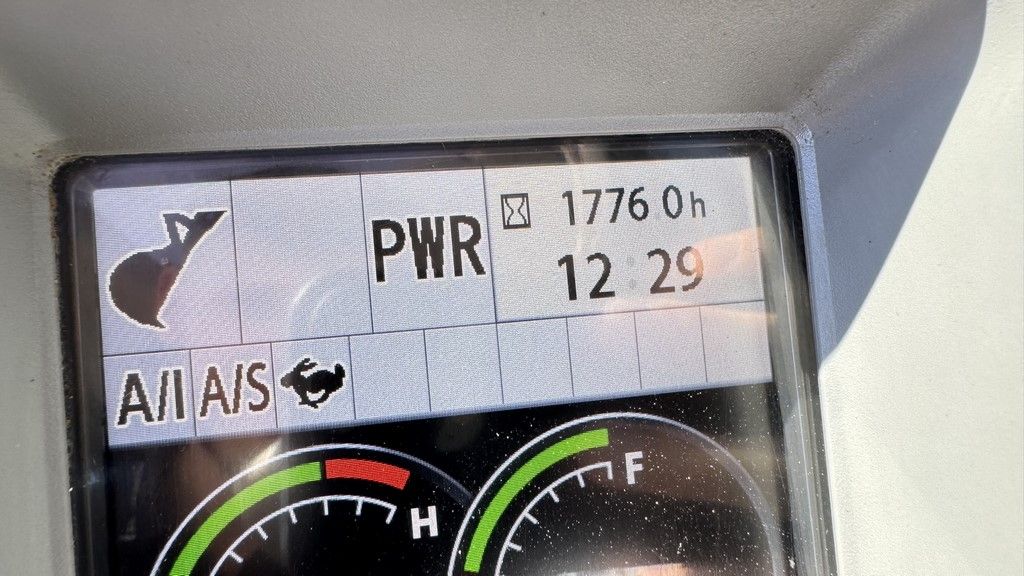 PWR
1776.0h
12:29
A/I A/S
H
F